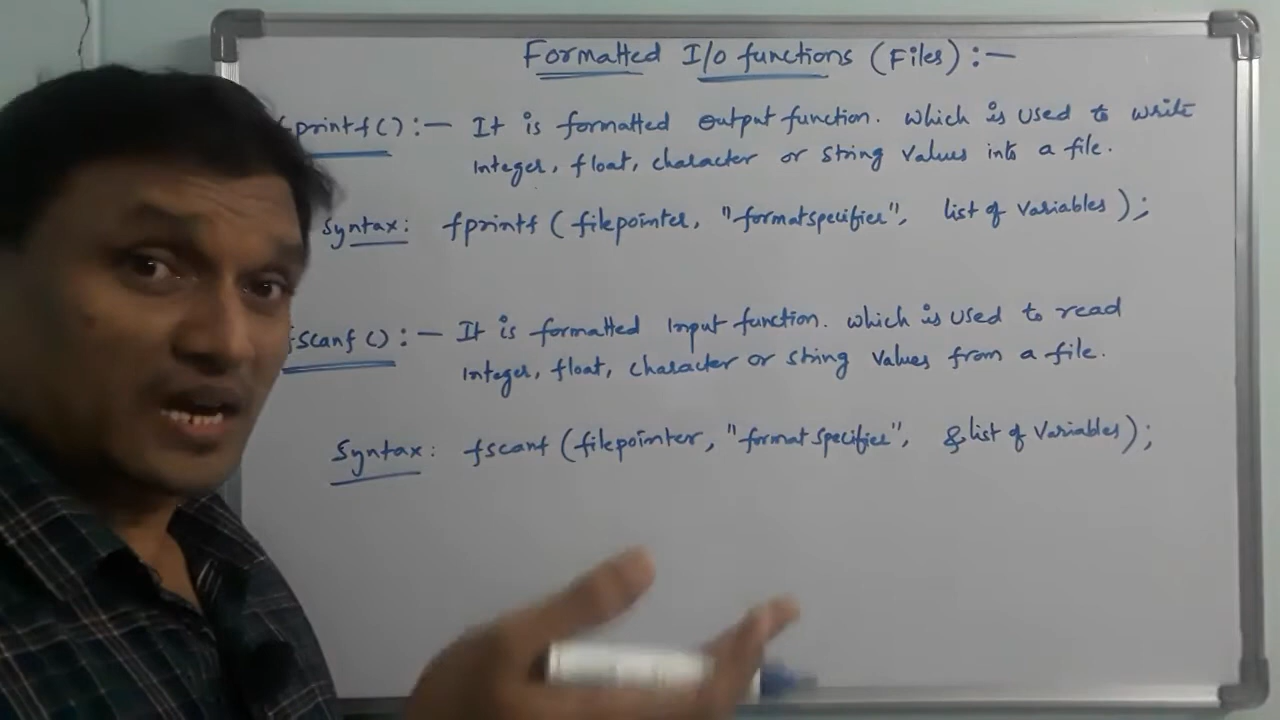 Formatted I/O functions (Files) :-
fprintf() :- It is formatted output function. which is used to write
Integer, float, character or string values into a file.
Syntax: fprintf (filepointer, "formatspecifier", list of variables);
fscanf() :- It is formatted Input function. which is used to read
Integer, float, character or string values from a file.
Syntax: fscanf (filepointer, "format specifier", &list of variables);